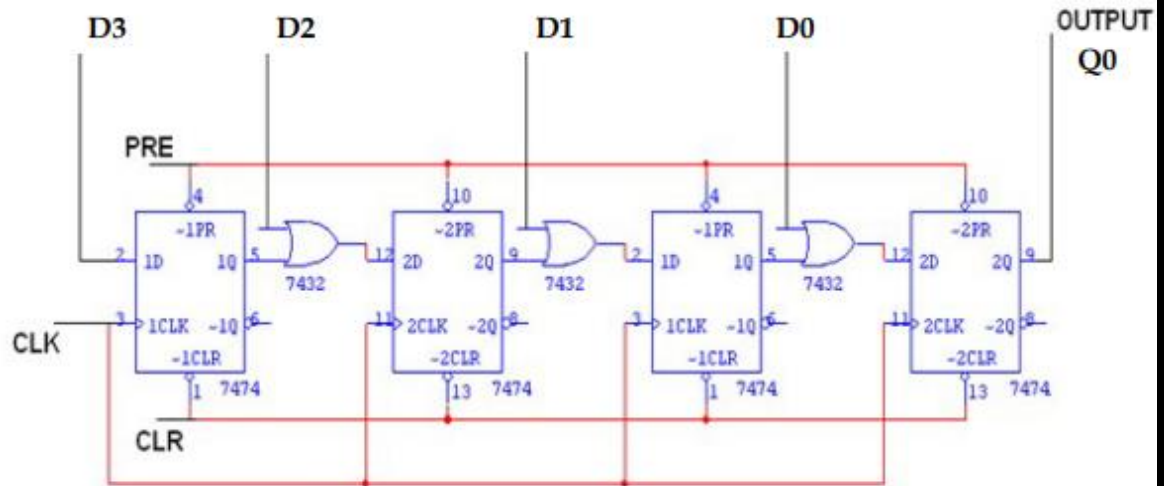 D3 D2 D1 D0 OUTPUT
Q0
PRE
4 10 4 10
~1PR ~2PR ~1PR ~2PR
2 1D 1Q 5 12 2D 2Q 9 2 1D 1Q 5 12 2D 2Q 9
7432 7432 7432
3 1CLK ~1Q 6 11 2CLK ~2Q 8 3 1CLK ~1Q 6 11 2CLK ~2Q 8
CLK
~1CLR ~2CLR ~1CLR ~2CLR
1 7474 13 7474 1 7474 13 7474
CLR